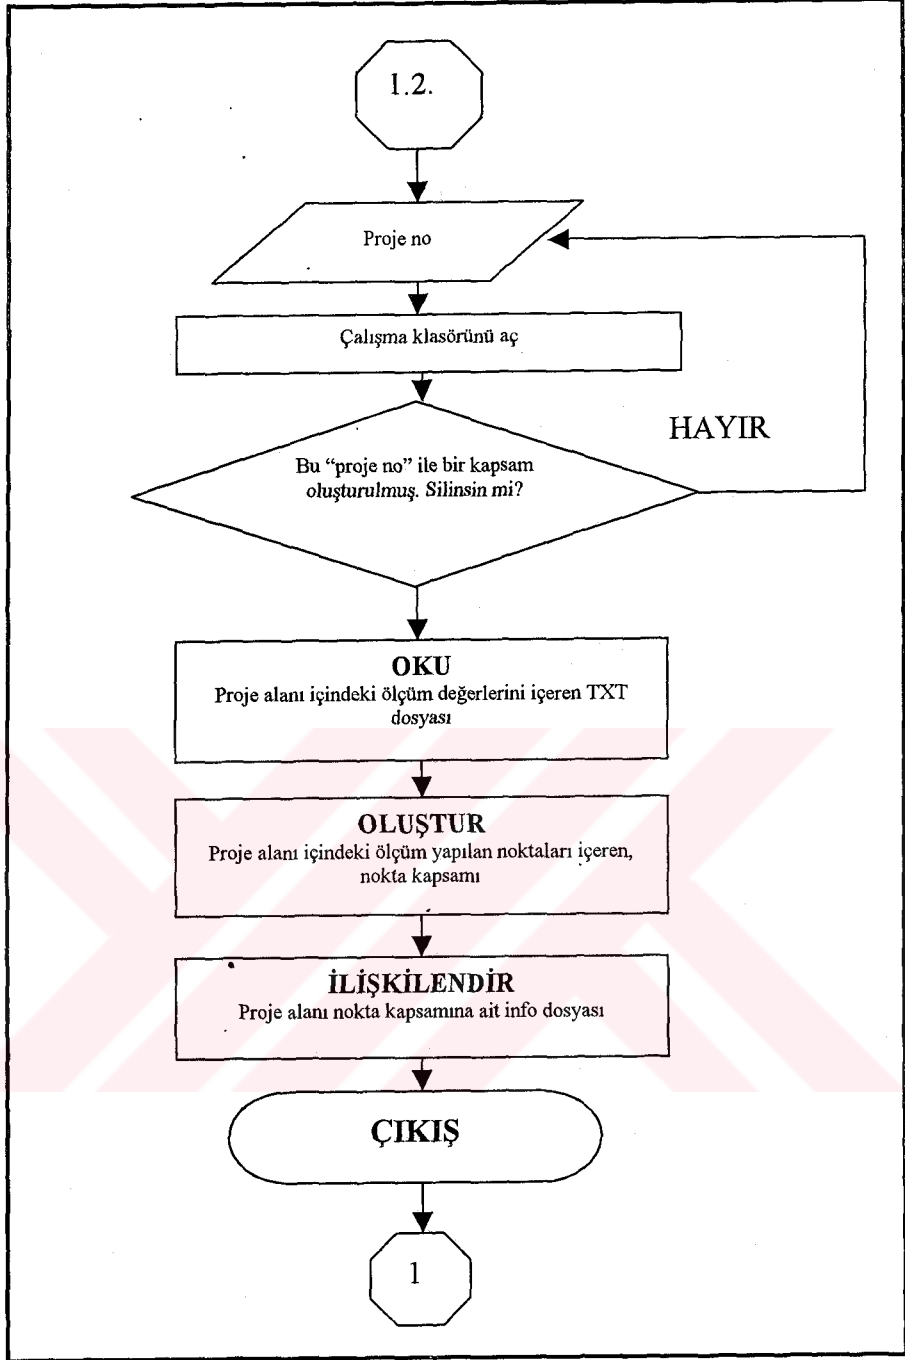 1.2.
Proje no
Çalışma klasörünü aç
HAYIR
Bu “proje no” ile bir kapsam
oluşturulmuş. Silinsin mi?
OKU
Proje alanı içindeki ölçüm değerlerini içeren TXT
dosyası
OLUŞTUR
Proje alanı içindeki ölçüm yapılan noktaları içeren,
nokta kapsamı
İLİŞKİLENDİR
Proje alanı nokta kapsamına ait info dosyası
ÇIKIŞ
1